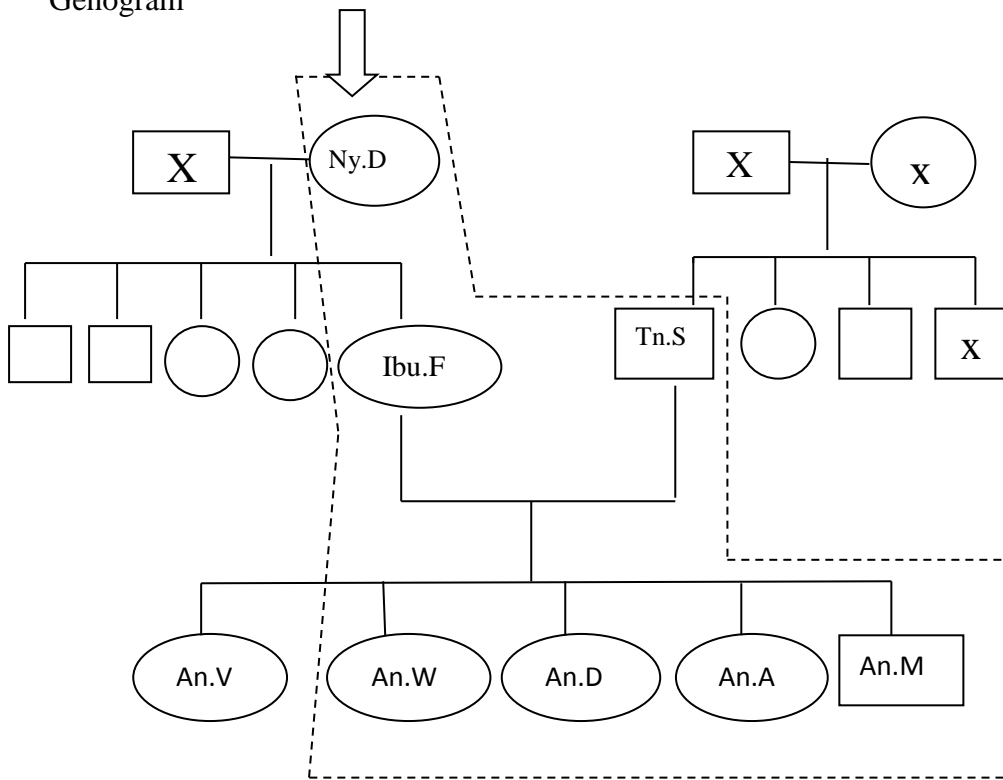 Genogram
X
Ny.D
X
x
Ibu.F
Tn.S
x
An.V
An.W
An.D
An.A
An.M